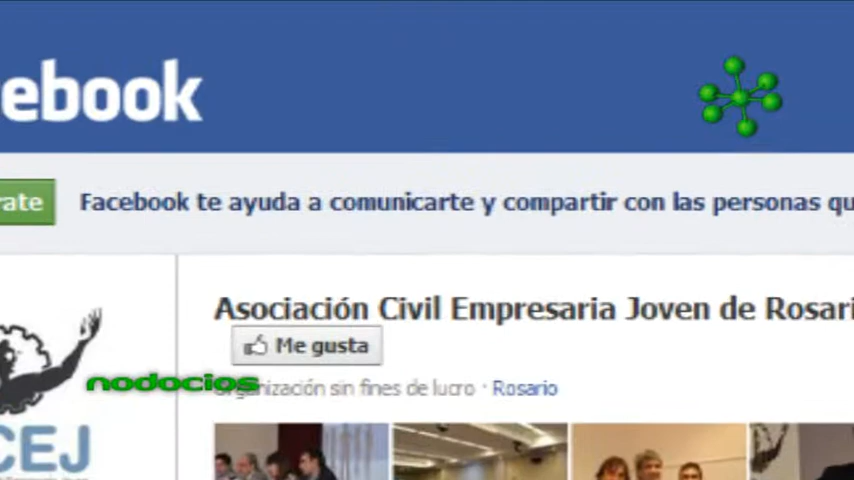 ebook
rate
Facebook te ayuda a comunicarte y compartir con las personas qu
Asociación Civil Empresaria Joven de Rosari
Me gusta
nodocios
organización sin fines de lucro · Rosario
CEJ